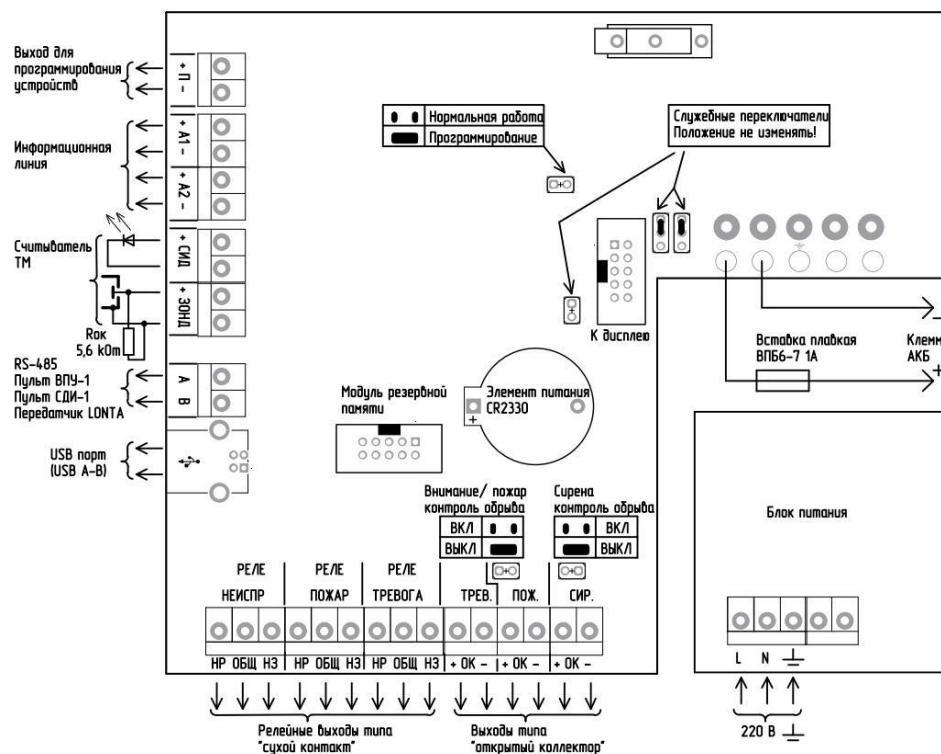 Выход для
программирования
устройств
+ П -
Информационная
линия
+ А1 -
+ А2 -
Считыватель
ТМ
+ СИД
+ ЗОНД
Rок
5,6 кОт
RS-485
Пульт ВПУ-1
Пульт СДИ-1
Передатчик LONTA
А
В
USB порт
(USB A-B)
Нормальная работа
Программирование
Служебные переключатели
Положение не изменять!
К дисплею
Модуль резервной
памяти
Элемент питания
CR2330
+
Вставка плавкая
ВПБ6-7 1А
Клемм
АКБ
-
+
Блок питания
Внимание/ пожар
контроль обрыва
ВКЛ
ВЫКЛ
Сирена
контроль обрыва
ВКЛ
ВЫКЛ
РЕЛЕ РЕЛЕ РЕЛЕ
НЕИСПР ПОЖАР ТРЕВОГА ТРЕВ. ПОЖ. СИР.
НР ОБЩ НЗ НР ОБЩ НЗ НР ОБЩ НЗ + ОК - + ОК - + ОК -
Релейные выходы типа
"сухой контакт"
Выходы типа
"открытый коллектор"
L N
220 В